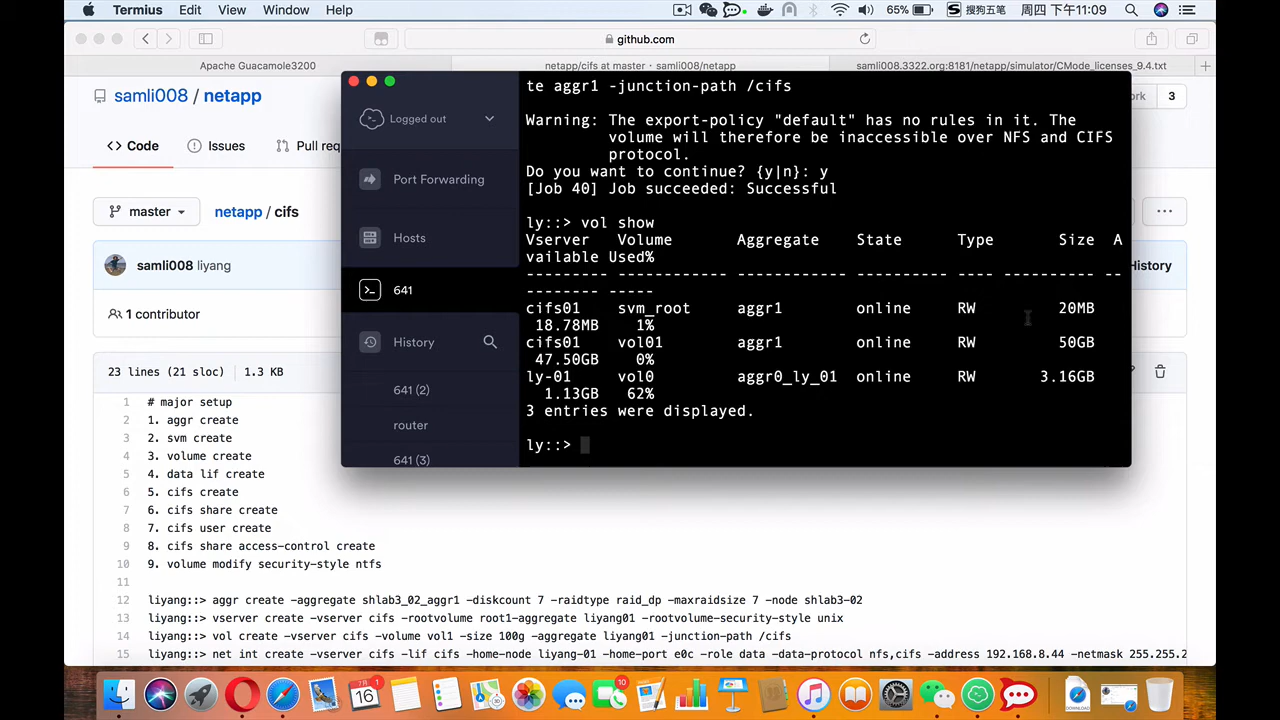 Termius Edit View Window Help 65% 周四 下午11:09
github.com
Apache Guacamole3200
netapp/cifs at master · samli008/netapp
samli008.3322.org:8181/netapp/simulator/CMode_licenses_9.4.txt
samli008 / netapp
ork 3
Code
Issues
Pull req
master
netapp / cifs
samli008 liyang
History
1 contributor
23 lines (21 sloc) 1.3 KB
1 # major setup
2 1. aggr create
3 2. svm create
4 3. volume create
5 4. data lif create
6 5. cifs create
7 6. cifs share create
8 7. cifs user create
9 8. cifs share access-control create
10 9. volume modify security-style ntfs
11
12 liyang::> aggr create -aggregate shlab3_02_aggr1 -diskcount 7 -raidtype raid_dp -maxraidsize 7 -node shlab3-02
13 liyang::> vserver create -vserver cifs -rootvolume root1-aggregate liyang01 -rootvolume-security-style unix
14 liyang::> vol create -vserver cifs -volume vol1 -size 100g -aggregate liyang01 -junction-path /cifs
15 liyang::> net int create -vserver cifs -lif cifs -home-node liyang-01 -home-port e0c -role data -data-protocol nfs,cifs -address 192.168.8.44 -netmask 255.255.2
Logged out
Port Forwarding
Hosts
641
History
641 (2)
router
641 (3)
te aggr1 -junction-path /cifs
Warning: The export-policy "default" has no rules in it. The
volume will therefore be inaccessible over NFS and CIFS
protocol.
Do you want to continue? {y|n}: y
[Job 40] Job succeeded: Successful
ly::> vol show
Vserver Volume Aggregate State Type Size A
vailable Used%
--------- ------------ ------------ ---------- ---- ---------- --
-------- -----
cifs01 svm_root aggr1 online RW 20MB
18.78MB 1%
cifs01 vol01 aggr1 online RW 50GB
47.50GB 0%
ly-01 vol0 aggr0_ly_01 online RW 3.16GB
1.13GB 62%
3 entries were displayed.
ly::>
16
1
10